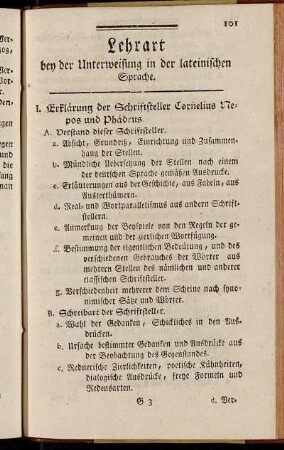 101
Lehrart
bey der Unterweisung in der lateinischen
Sprache.
I. Erklärung der Schriftsteller Cornelius Ne-
pos und Phädrus.
A. Verstand dieser Schriftsteller.
a. Absicht, Grundris, Einrichtung und Zusammen-
hang der Stellen.
b. Mündliche Uebersetzung der Stellen nach einem
der deutschen Sprache gemäßen Ausdrucke.
c. Erläuterungen aus der Geschichte, aus Fabeln, aus
Alterthümern.
d. Real- und Wortparallelismus aus andern Schrift-
stellern.
e. Anmerkung der Beyspiele von den Regeln der ge-
meinen und der zierlichen Wortfügung.
f. Bestimmung der eigentlichen Bedeutung, und des
verschiedenen Gebrauches der Wörter aus
mehrern Stellen des nämlichen und anderer
classischen Schriftsteller.
g. Verschiedenheit mehrerer dem Scheine nach syno-
nimischer Sätze und Wörter.
B. Schreibart der Schriftsteller.
a. Wahl der Gedanken, Schickliches in den Aus-
drücken.
b. Ursache bestimmter Gedanken und Ausdrücke aus
der Beobachtung des Gegenstandes.
c. Rednerische Zierlichkeiten, poetische Kühnheiten,
dialogische Ausdrücke, freye Formeln und
Redensarten.
G 3
d. Ver-